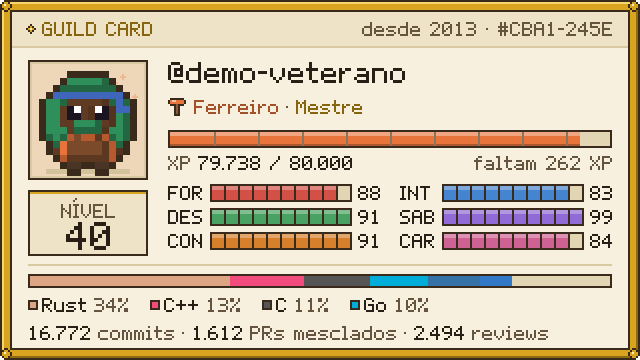 GUILD CARD
desde 2013 · #CBA1-245E
@demo-veterano
Ferreiro · Mestre
XP 79.738 / 80.000
faltam 262 XP
FOR 88
INT 83
DES 91
SAB 99
CON 91
CAR 84
NÍVEL
40
Rust 34% C++ 13% C 11% Go 10%
16.772 commits · 1.612 PRs mesclados · 2.494 reviews